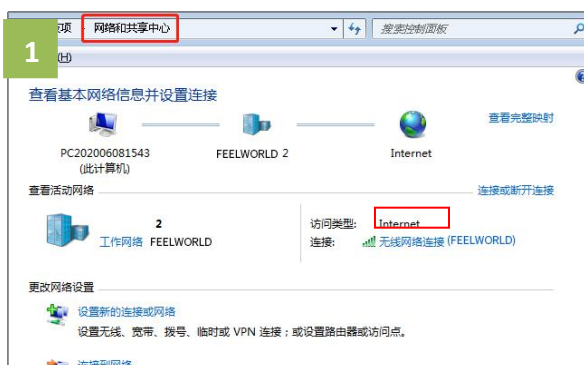 项 网络和共享中心 搜索控制面板
1 (H)
查看基本网络信息并设置连接
查看完整映射
PC202006081543 FEELWORLD 2 Internet
(此计算机)
查看活动网络 连接或断开连接
2 访问类型: Internet
工作网络 FEELWORLD 连接: 无线网络连接 (FEELWORLD)
更改网络设置
设置新的连接或网络
设置无线、宽带、拨号、临时或 VPN 连接；或设置路由器或访问点。
连接到网络